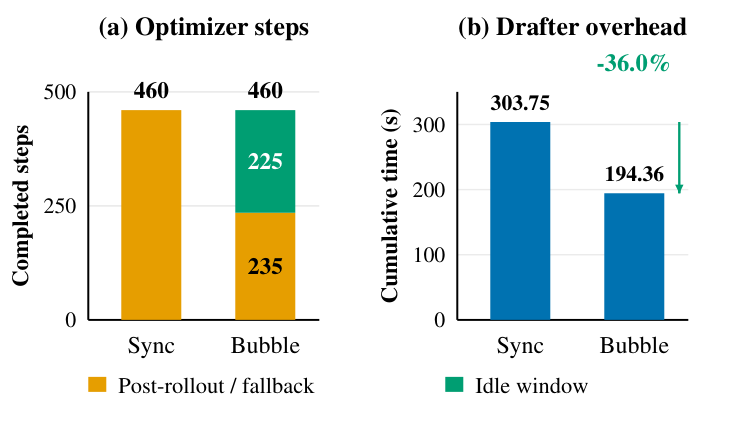 (a) Optimizer steps
Completed steps
500
250
0
460
460
225
235
Sync
Bubble
(b) Drafter overhead
-36.0%
Cumulative time (s)
300
200
100
0
303.75
194.36
Sync
Bubble
Post-rollout / fallback
Idle window